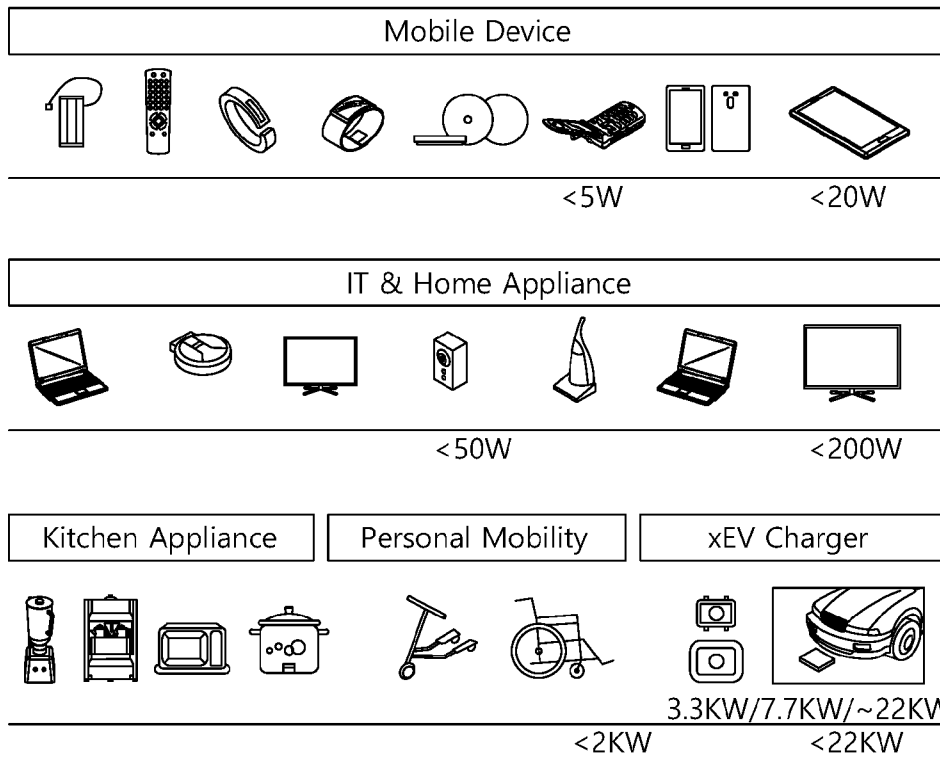 Mobile Device
<5W <20W
IT & Home Appliance
<50W <200W
Kitchen Appliance Personal Mobility xEV Charger
3.3KW/7.7KW/~22KW
<2KW <22KW